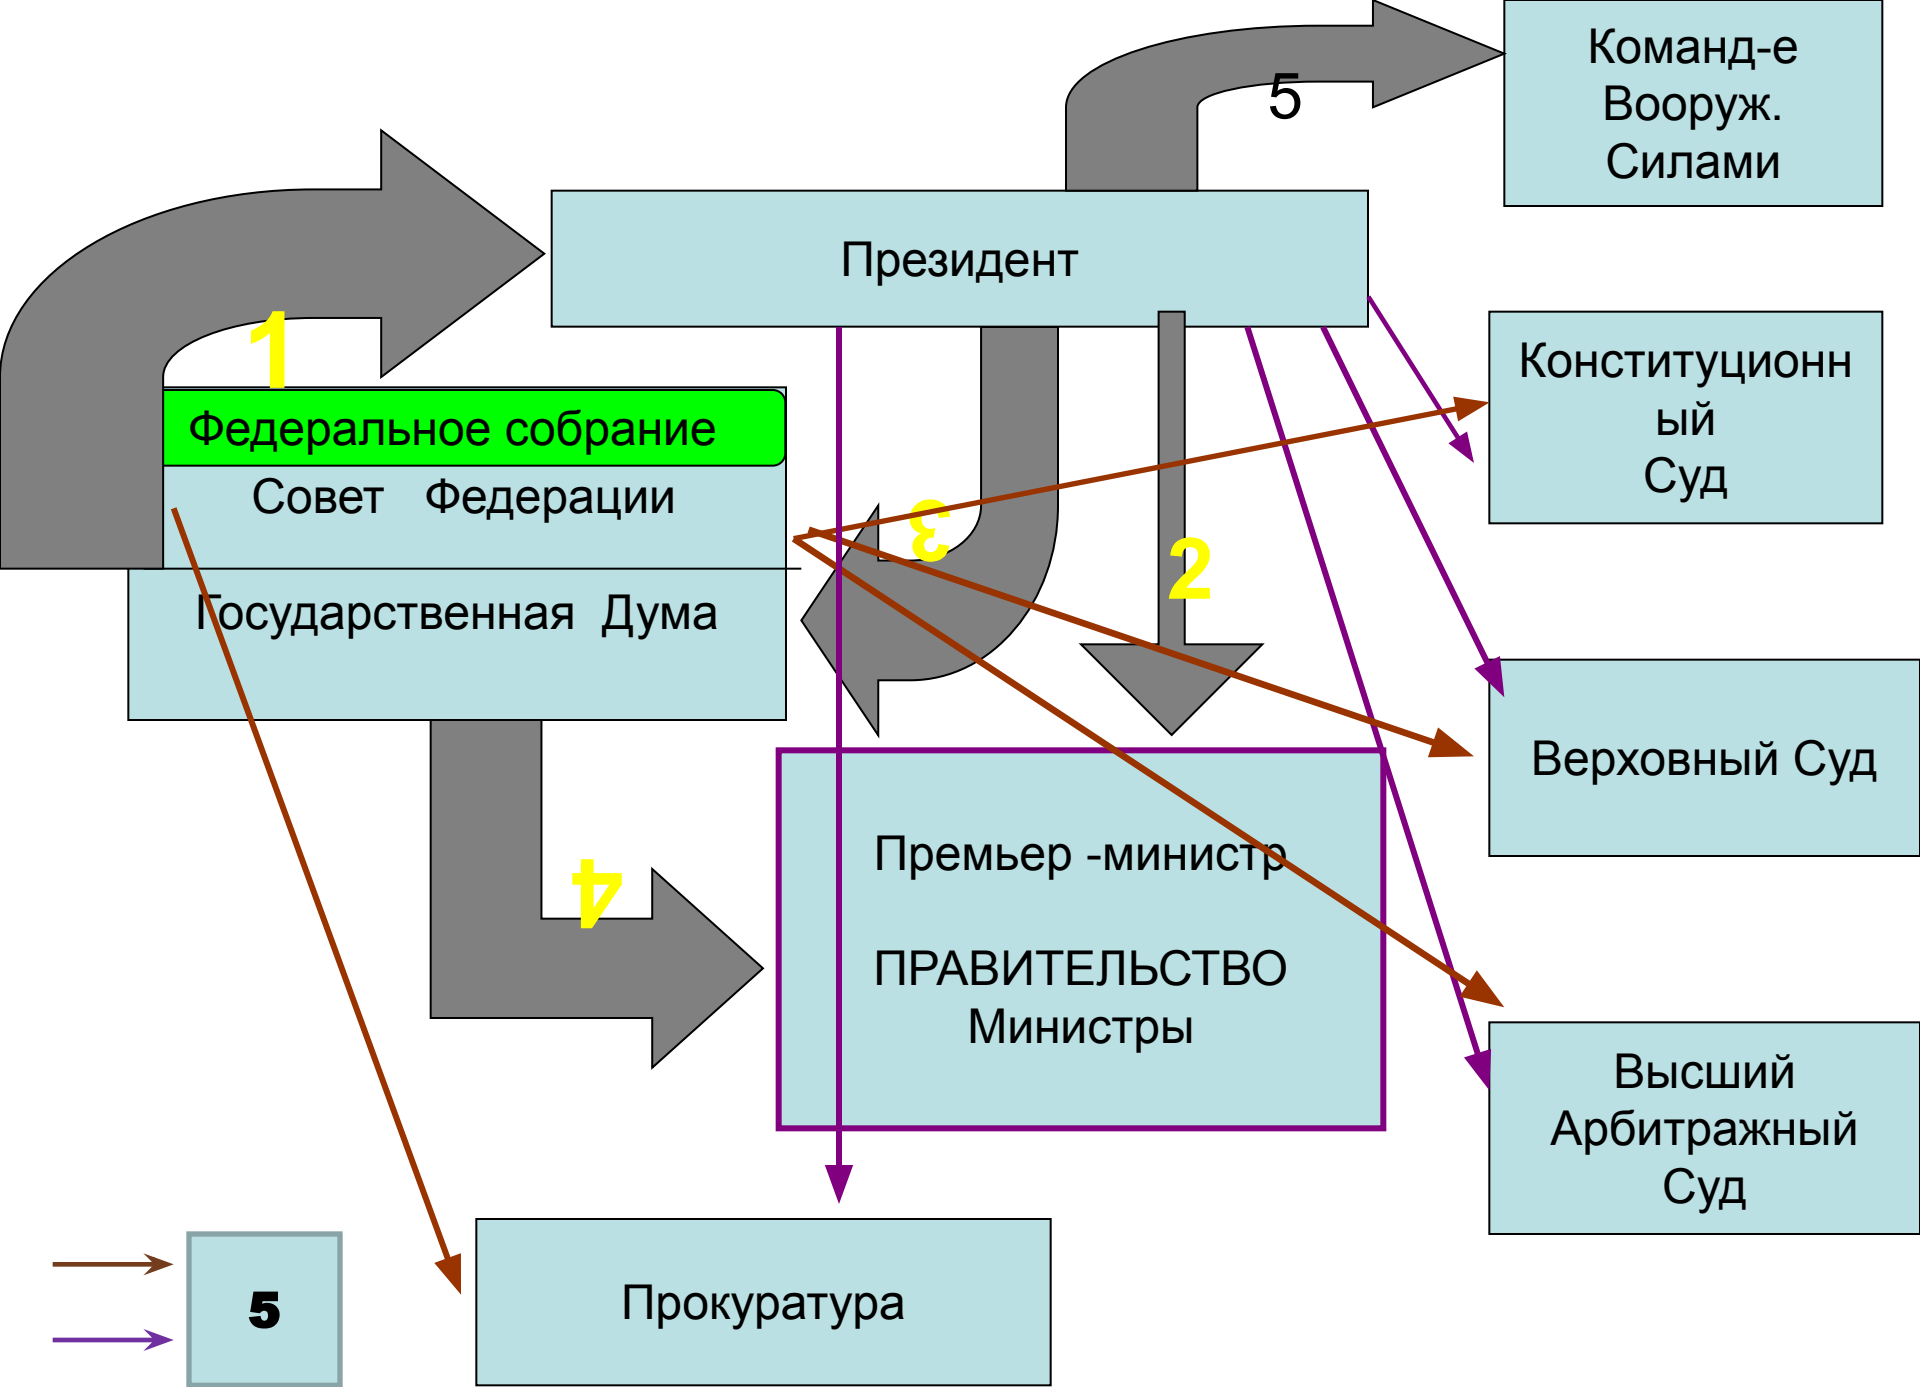 Команд-е
Вооруж.
Силами
5
Президент
1
Федеральное собрание
Совет Федерации
Государственная Дума
3
2
Конституционн
ый
Суд
Верховный Суд
4
Премьер -министр
ПРАВИТЕЛЬСТВО
Министры
Высший
Арбитражный
Суд
Прокуратура
5